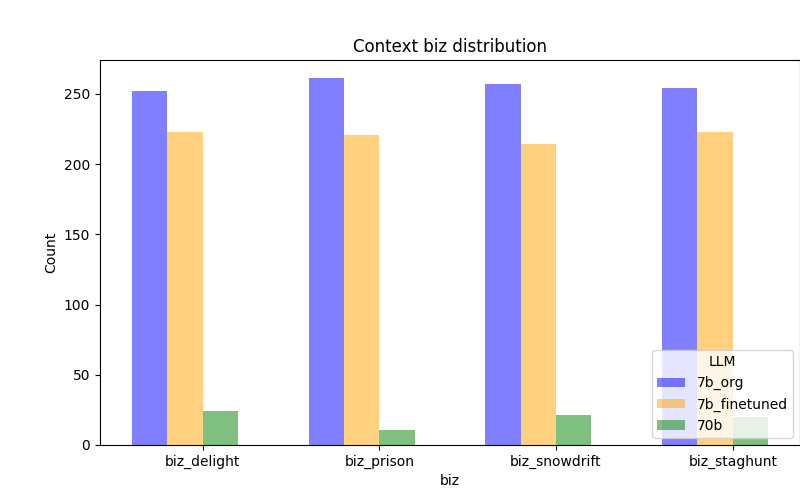 Context biz distribution
Count
250
200
150
100
50
0
LLM
7b_org
7b_finetuned
70b
biz_delight biz_prison biz_snowdrift biz_staghunt
biz